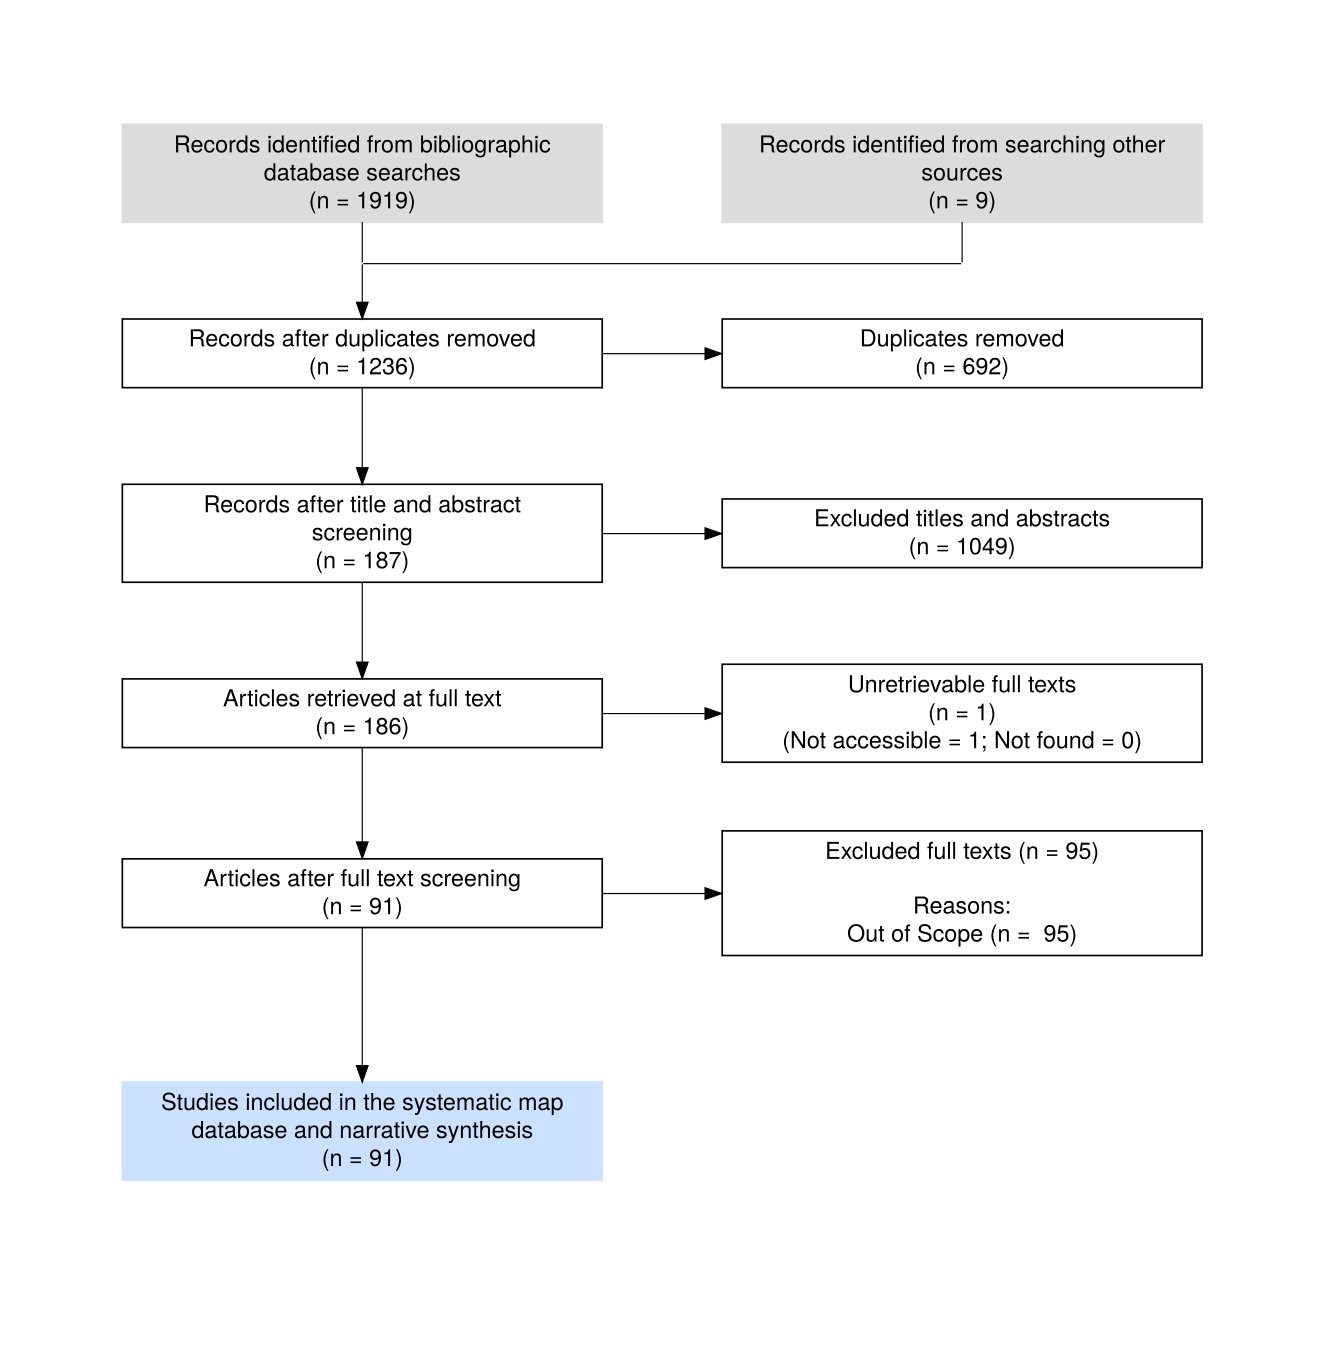 Records identified from bibliographic
database searches
(n = 1919)
Records identified from searching other
sources
(n = 9)
Records after duplicates removed
(n = 1236)
Duplicates removed
(n = 692)
Records after title and abstract
screening
(n = 187)
Excluded titles and abstracts
(n = 1049)
Articles retrieved at full text
(n = 186)
Unretrievable full texts
(n = 1)
(Not accessible = 1; Not found = 0)
Articles after full text screening
(n = 91)
Excluded full texts (n = 95)
Reasons:
Out of Scope (n =  95)
Studies included in the systematic map
database and narrative synthesis
(n = 91)